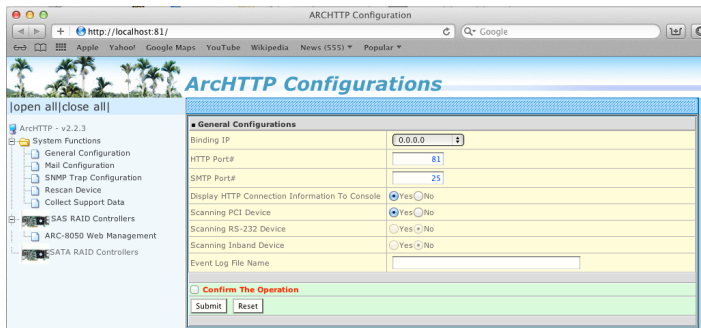 ARCHTTP Configuration
http://localhost:81/
Google
Apple Yahoo! Google Maps YouTube Wikipedia News (555) Popular
ArcHTTP Configurations
|open all|close all|
ArcHTTP - v2.2.3
System Functions
General Configuration
Mail Configuration
SNMP Trap Configuration
Rescan Device
Collect Support Data
SAS RAID Controllers
ARC-8050 Web Management
SATA RAID Controllers
General Configurations
Binding IP 0.0.0.0
HTTP Port# 81
SMTP Port# 25
Display HTTP Connection Information To Console Yes No
Scanning PCI Device Yes No
Scanning RS-232 Device Yes No
Scanning Inband Device Yes No
Event Log File Name
Confirm The Operation
Submit Reset